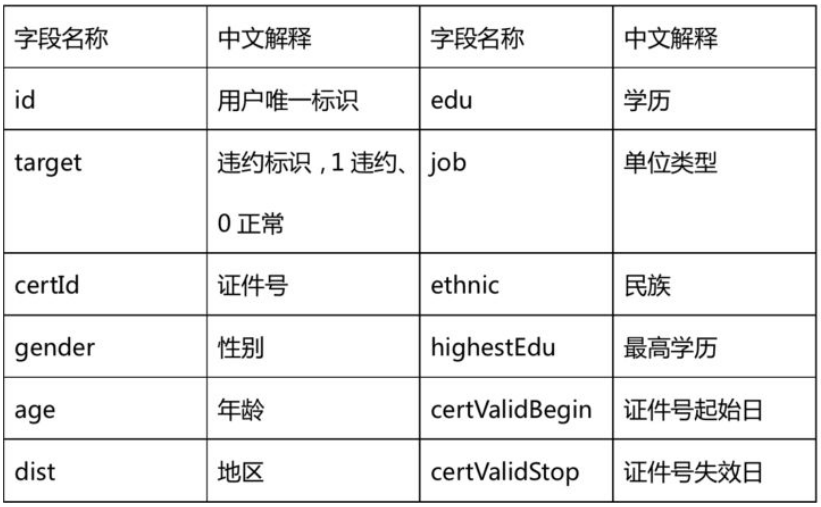 字段名称 中文解释 字段名称 中文解释
id 用户唯一标识 edu 学历
target 违约标识，1 违约、 job 单位类型
0 正常
certId 证件号 ethnic 民族
gender 性别 highestEdu 最高学历
age 年龄 certValidBegin 证件号起始日
dist 地区 certValidStop 证件号失效日